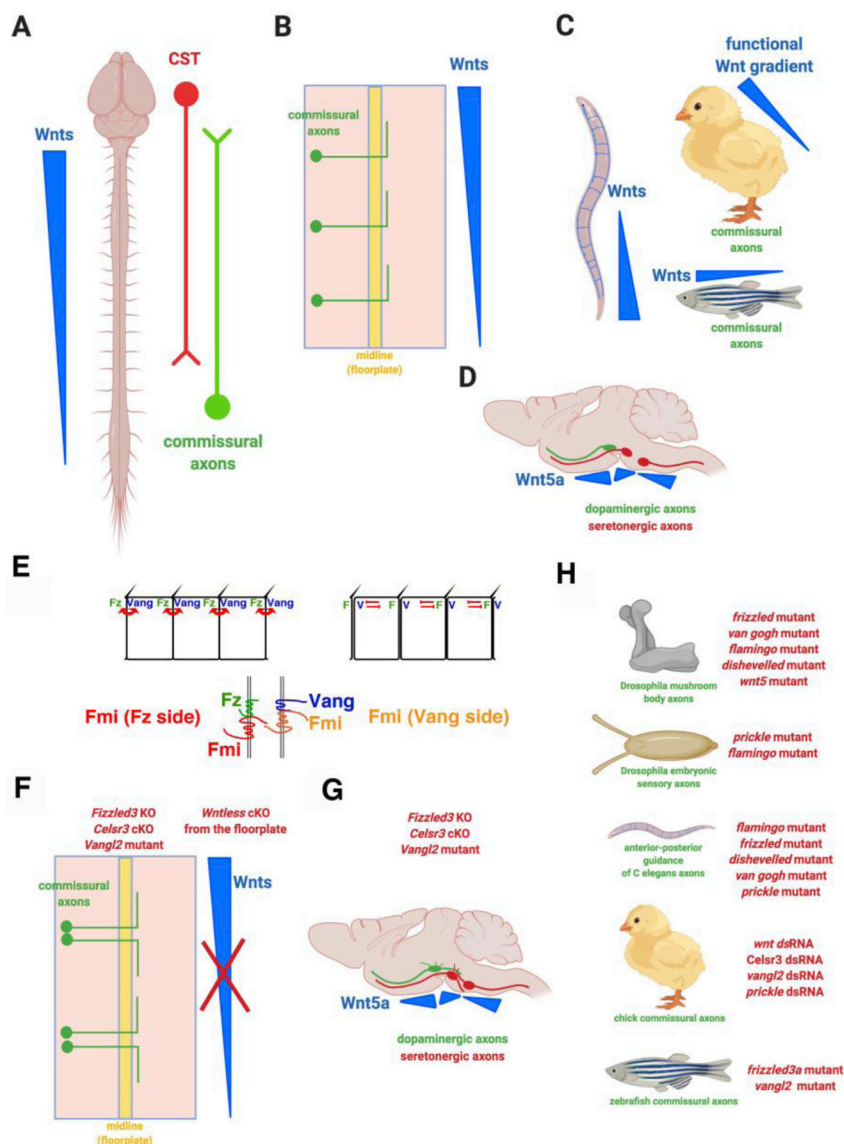 A
CST
Wnts
commissural
axons
B
Wnts
commissural
axons
midline
(floorplate)
C
functional
Wnt gradient
Wnts
commissural
axons
Wnts
commissural
axons
D
Wnt5a
dopaminergic axons
seretonergic axons
E
Fz Vang Fz Vang Fz Vang Fz Vang
F V F V F V F V
Fz Vang
Fmi (Fz side) Fmi Fmi (Vang side)
Fmi
F
Fizzled3 KO
Celsr3 cKO
Vangl2 mutant
Wntless cKO
from the floorplate
commissural
axons
Wnts
midline
(floorplate)
G
Fizzled3 KO
Celsr3 cKO
Vangl2 mutant
Wnt5a
dopaminergic axons
seretonergic axons
H
frizzled mutant
van gogh mutant
flamingo mutant
dishevelled mutant
wnt5 mutant
Drosophila mushroom
body axons
prickle mutant
flamingo mutant
Drosophila embryonic
sensory axons
flamingo mutant
frizzled mutant
dishevelled mutant
van gogh mutant
prickle mutant
anterior-posterior
guidance
of C elegans axons
wnt dsRNA
Celsr3 dsRNA
vangl2 dsRNA
prickle dsRNA
chick commissural axons
frizzled3a mutant
vangl2 mutant
zebrafish commissural axons